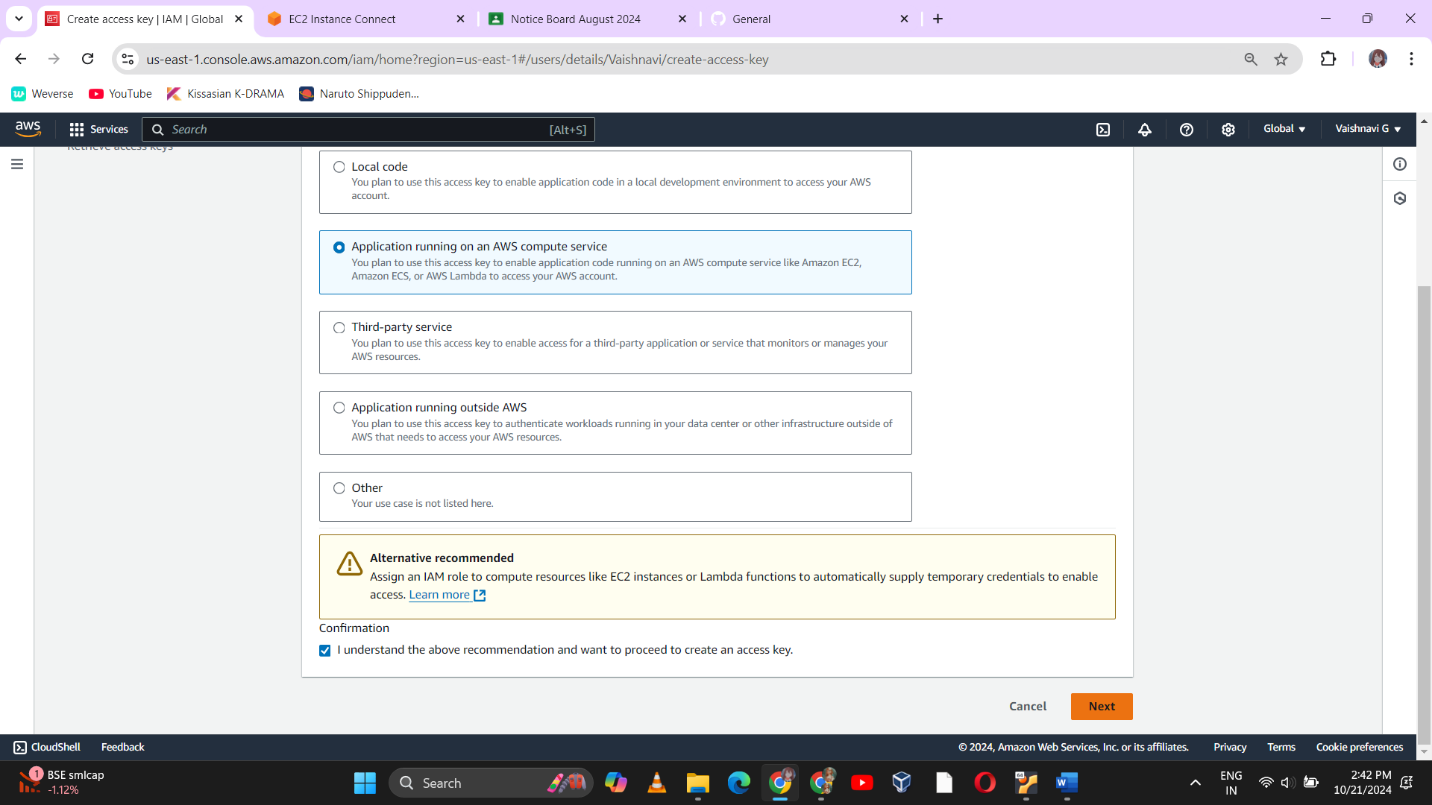 Create access key | IAM | Global
EC2 Instance Connect
Notice Board August 2024
General
us-east-1.console.aws.amazon.com/iam/home?region=us-east-1#/users/details/Vaishnavi/create-access-key
Weverse
YouTube
Kissasian K-DRAMA
Naruto Shippuden...
aws
Services
Search
[Alt+S]
Global
Vaishnavi G
Retrieve access keys
Local code
You plan to use this access key to enable application code in a local development environment to access your AWS
account.
Application running on an AWS compute service
You plan to use this access key to enable application code running on an AWS compute service like Amazon EC2,
Amazon ECS, or AWS Lambda to access your AWS account.
Third-party service
You plan to use this access key to enable access for a third-party application or service that monitors or manages your
AWS resources.
Application running outside AWS
You plan to use this access key to authenticate workloads running in your data center or other infrastructure outside of
AWS that needs to access your AWS resources.
Other
Your use case is not listed here.
Alternative recommended
Assign an IAM role to compute resources like EC2 instances or Lambda functions to automatically supply temporary credentials to enable
access. Learn more
Confirmation
I understand the above recommendation and want to proceed to create an access key.
Cancel
Next
CloudShell
Feedback
© 2024, Amazon Web Services, Inc. or its affiliates.
Privacy
Terms
Cookie preferences
1
BSE smlcap
-1.12%
Search
ENG
IN
2:42 PM
10/21/2024